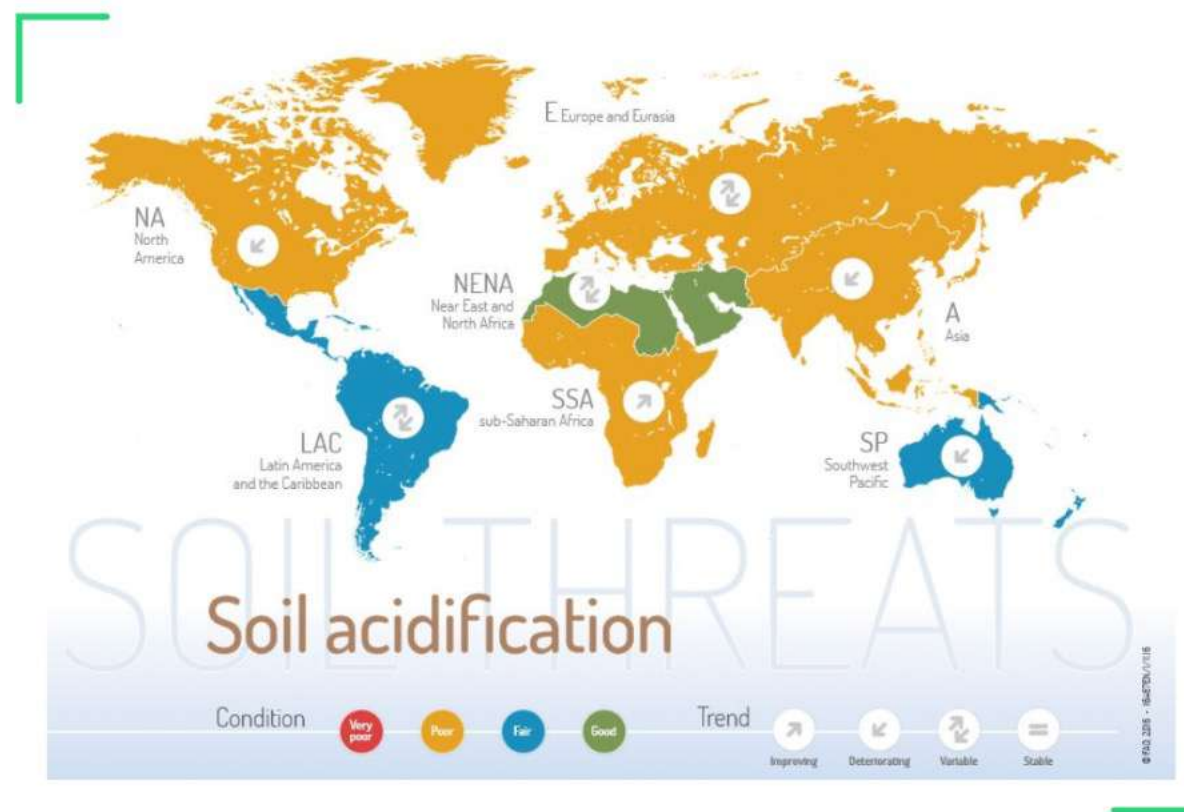 E Europe and Eurasia
NA
North
America
NENA
Near East and
North Africa
A
Asia
SSA
sub-Saharan Africa
LAC
Latin America
and the Caribbean
SP
Southwest
Pacific
SOIL THREATS
Soil acidification
Condition
Very
poor
Poor
Fair
Good
Trend
Improving
Deteriorating
Variable
Stable